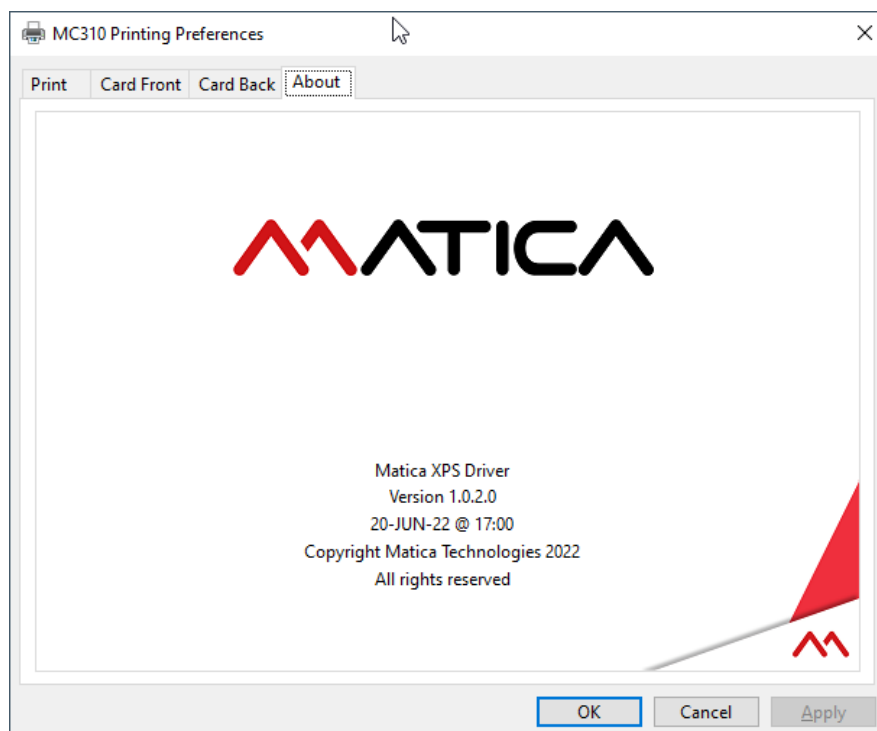 MC310 Printing Preferences
Print Card Front Card Back About
MATICA
Matica XPS Driver
Version 1.0.2.0
20-JUN-22 @ 17:00
Copyright Matica Technologies 2022
All rights reserved
OK Cancel Apply